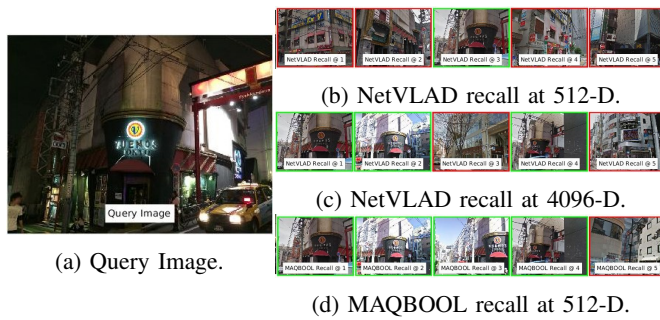 Query Image
(a) Query Image.
NetVLAD Recall @ 1
NetVLAD Recall @ 2
NetVLAD Recall @ 3
NetVLAD Recall @ 4
NetVLAD Recall @ 5
(b) NetVLAD recall at 512-D.
NetVLAD Recall @ 1
NetVLAD Recall @ 2
NetVLAD Recall @ 3
NetVLAD Recall @ 4
NetVLAD Recall @ 5
(c) NetVLAD recall at 4096-D.
MAQBOOL Recall @ 1
MAQBOOL Recall @ 2
MAQBOOL Recall @ 3
MAQBOOL Recall @ 4
MAQBOOL Recall @ 5
(d) MAQBOOL recall at 512-D.